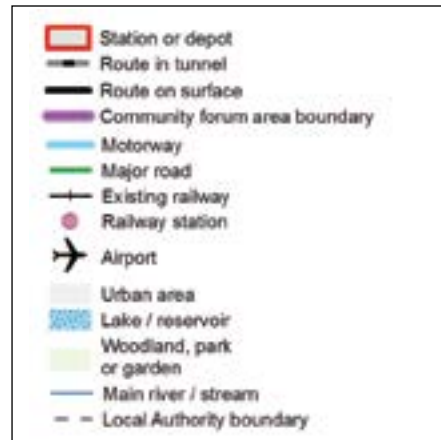 Station or depot
Route in tunnel
Route on surface
Community forum area boundary
Motorway
Major road
Existing railway
Railway station
Airport
Urban area
Lake / reservoir
Woodland, park
or garden
Main river / stream
Local Authority boundary